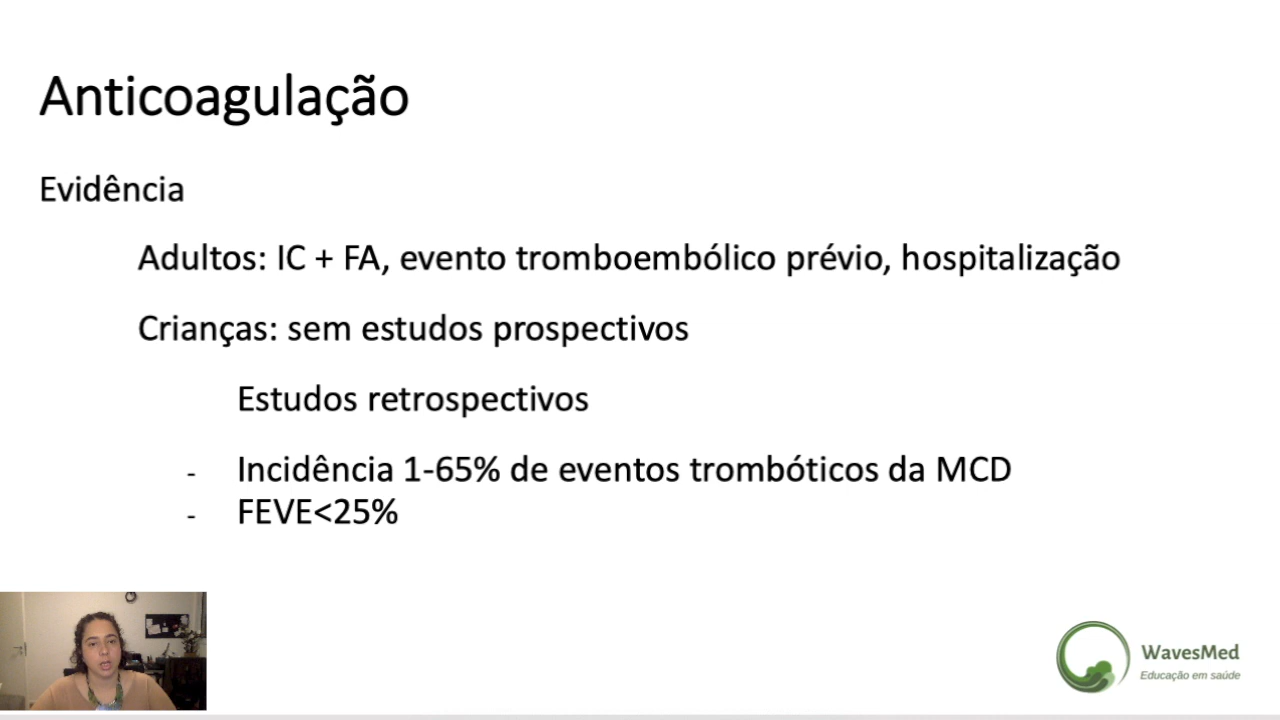 Anticoagulação
Evidência
Adultos: IC + FA, evento tromboembólico prévio, hospitalização
Crianças: sem estudos prospectivos
Estudos retrospectivos
- Incidência 1-65% de eventos trombóticos da MCD
- FEVE<25%
WavesMed
Educação em saúde